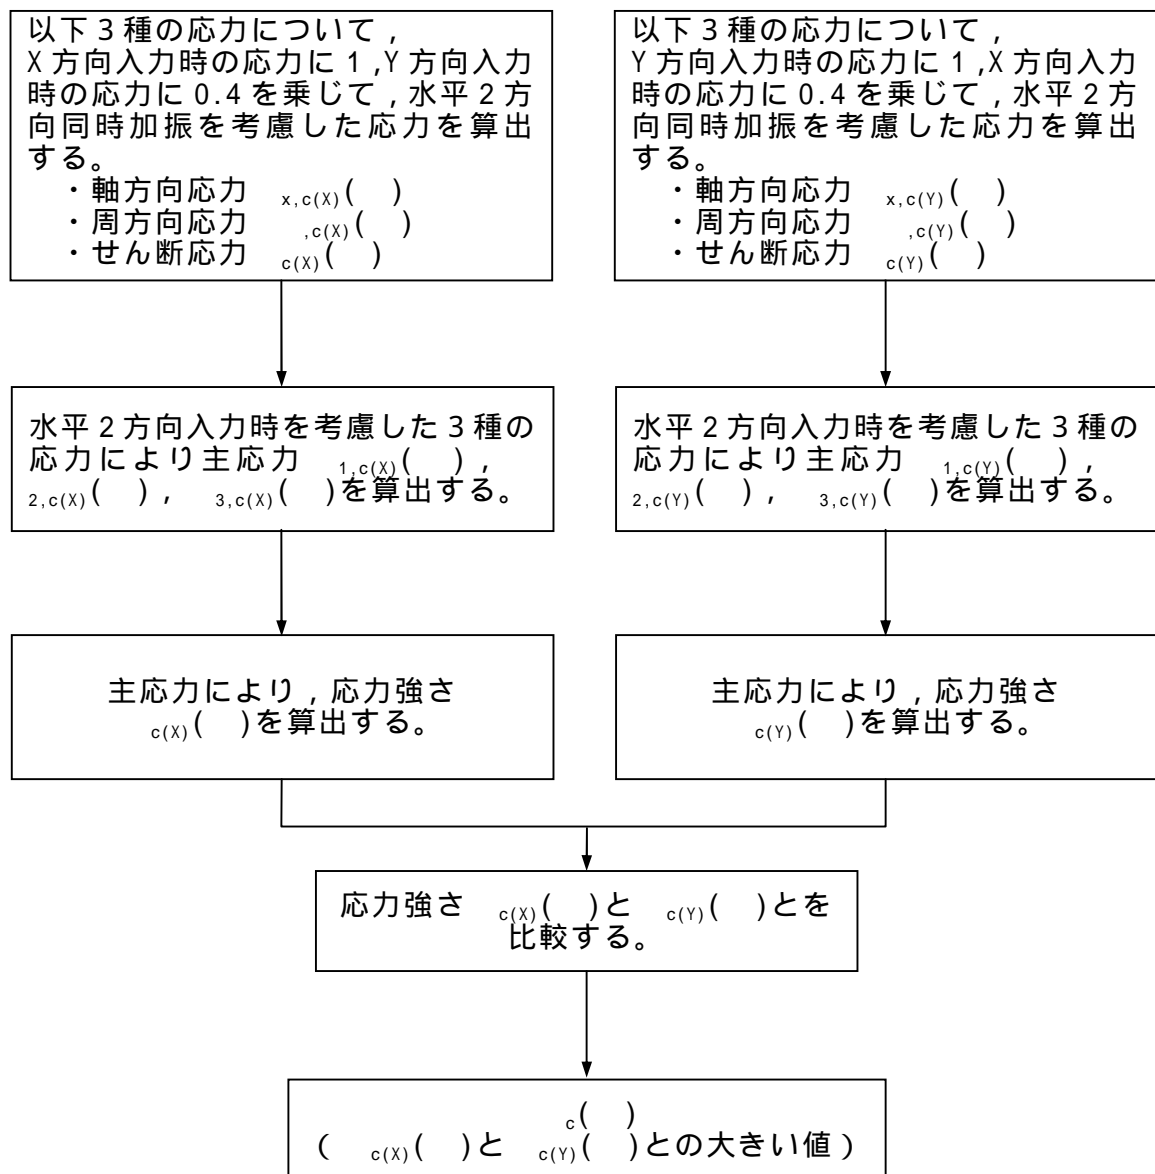 以下３種の応力について，
X方向入力時の応力に1,Y方向入力
時の応力に0.4を乗じて，水平２方
向同時加振を考慮した応力を算出
する。
・軸方向応力　x,c(X)(　)
・周方向応力　,c(X)(　)
・せん断応力　c(X)(　)
以下３種の応力について，
Y方向入力時の応力に1,X方向入力
時の応力に0.4を乗じて，水平２方
向同時加振を考慮した応力を算出
する。
・軸方向応力　x,c(Y)(　)
・周方向応力　,c(Y)(　)
・せん断応力　c(Y)(　)
水平２方向入力時を考慮した３種の
応力により主応力　1,c(X)(　)，
2,c(X)(　)，　3,c(X)(　)を算出する。
水平２方向入力時を考慮した３種の
応力により主応力　1,c(Y)(　)，
2,c(Y)(　)，　3,c(Y)(　)を算出する。
主応力により，応力強さ
c(X)(　)を算出する。
主応力により，応力強さ
c(Y)(　)を算出する。
応力強さ　c(X)(　)と　c(Y)(　)とを
比較する。
c(　)
（　c(X)(　)と　c(Y)(　)との大きい値）